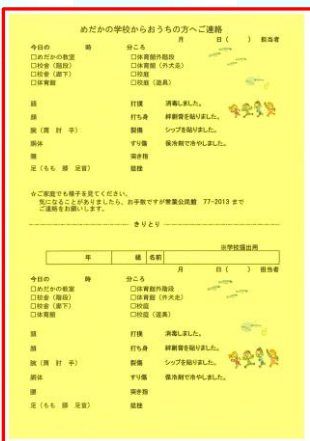 めだかの学校からおうちの方へご連絡
月 日( ) 担当者
今日の 時 分ころ
□めだかの教室 □体育館外階段
□校舎(階段) □体育館(外犬走)
□校舎(廊下) □校庭
□体育館 □校庭(道具)
頭 打撲 消毒しました。
顔 打ち身 絆創膏を貼りました。
腕(肩 肘 手) 裂傷 シップを貼りました。
胴体 すり傷 保冷剤で冷やしました。
腰 突き指
足(もも 膝 足首) 捻挫
☆ご家庭でも様子を見てください。
気になることがありましたら、お手数ですが青葉公民館 77-2013 まで
ご連絡をお願いします。
きりとり
※学校提出用
年 組 名前
月 日( ) 担当者
今日の 時 分ころ
□めだかの教室 □体育館外階段
□校舎(階段) □体育館(外犬走)
□校舎(廊下) □校庭
□体育館 □校庭(道具)
頭 打撲 消毒しました。
顔 打ち身 絆創膏を貼りました。
腕(肩 肘 手) 裂傷 シップを貼りました。
胴体 すり傷 保冷剤で冷やしました。
腰 突き指
足(もも 膝 足首) 捻挫